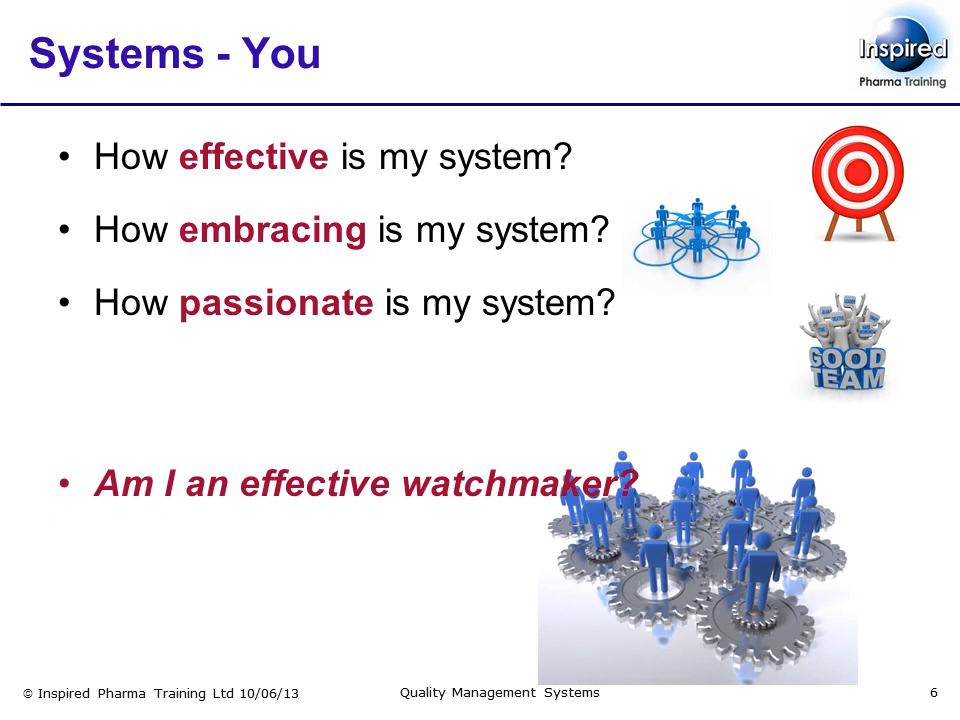 Systems - You
Inspired
Pharma Training
• How effective is my system?
• How embracing is my system?
• How passionate is my system?
GOOD
TEAM
• Am I an effective watchmaker?
© Inspired Pharma Training Ltd 10/06/13
Quality Management Systems
6